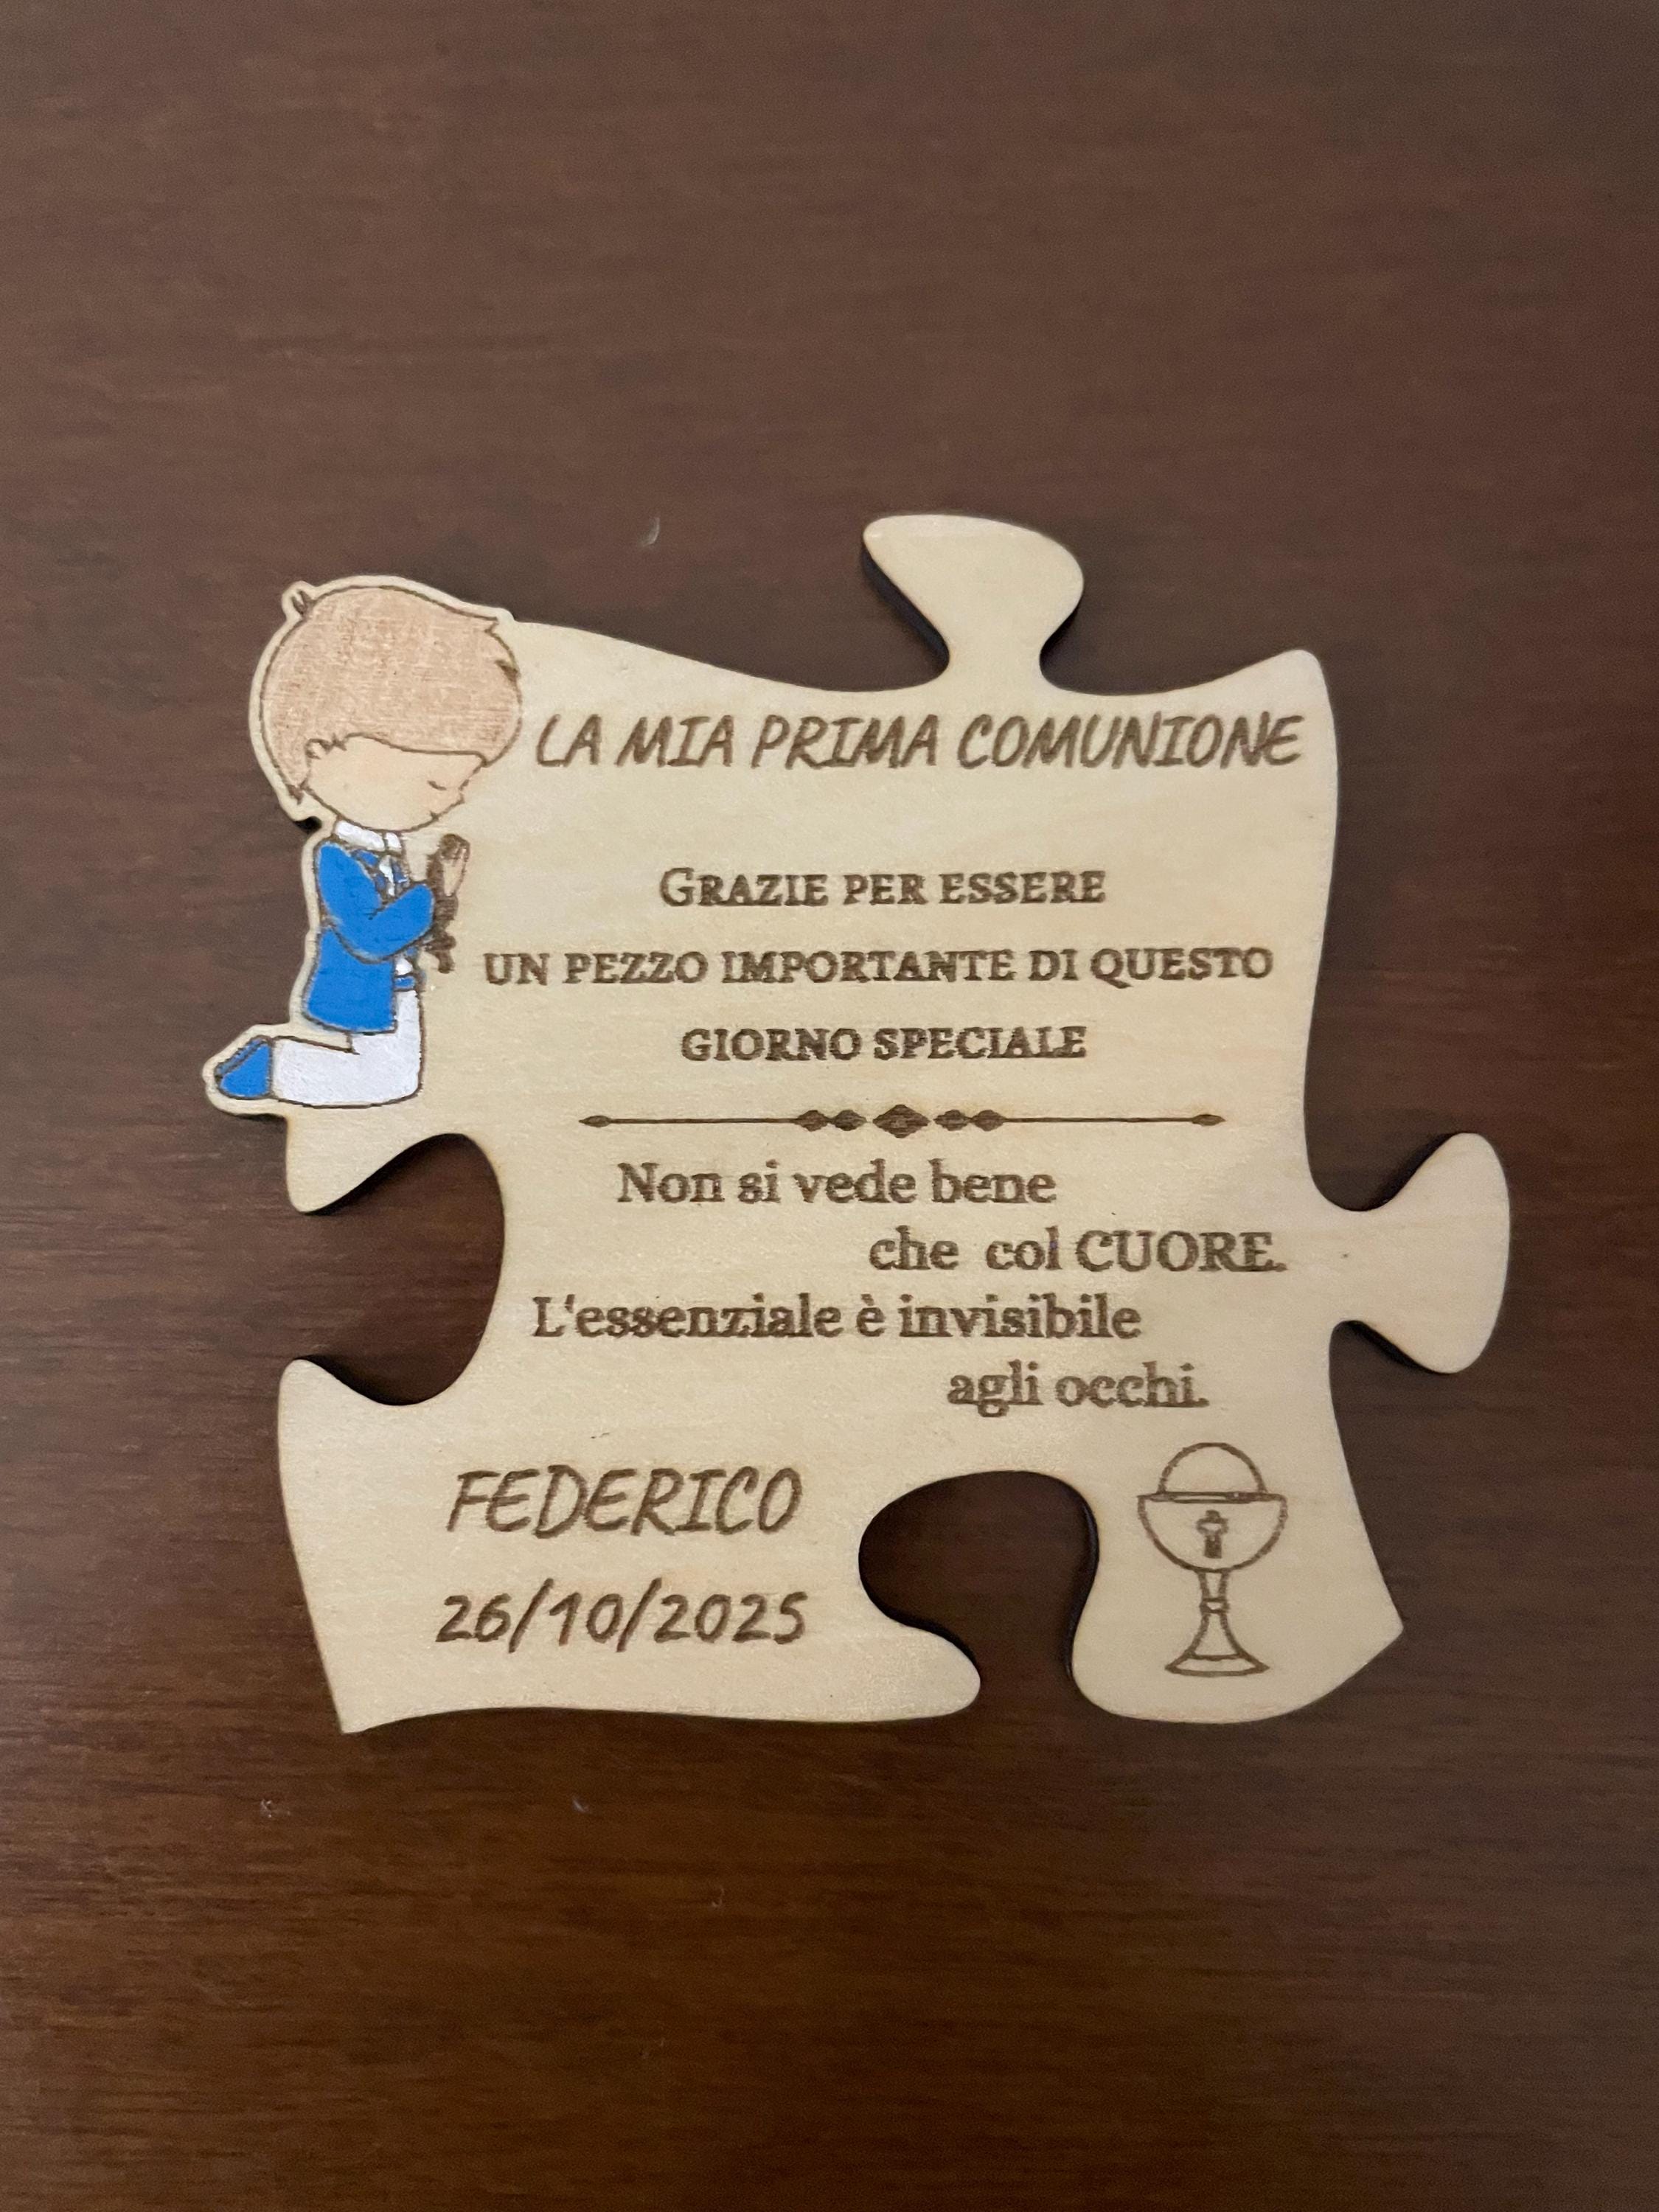 LA MIA PRIMA COMUNIONE
GRAZIE PER ESSERE
UN PEZZO IMPORTANTE DI QUESTO
GIORNO SPECIALE
Non si vede bene
che col CUORE.
L'essenziale è invisibile
agli occhi.
FEDERICO
26/10/2025